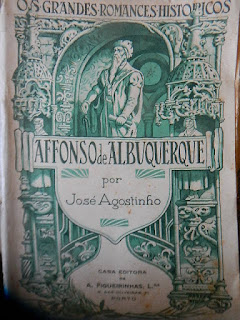 OS GRANDES ROMANCES HISTORICOS
AFFONSO de ALBUQUERQUE
por
José Agostinho
CASA EDITORA
DE
A. FIGUEIRINHAS, L.da
PORTO